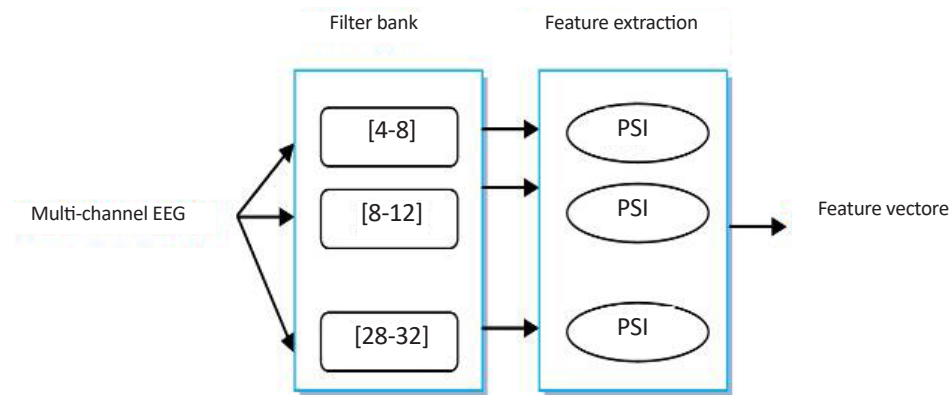 Filter bank
Feature extraction
[4-8]
PSI
Multi-channel EEG
[8-12]
PSI
Feature vectore
[28-32]
PSI